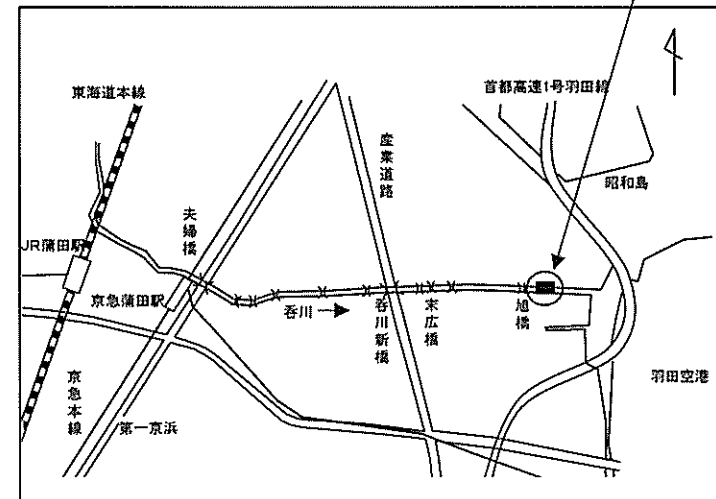 東海道本線
首都高速1号羽田線
産業道路
昭和島
夫婦橋
JR蒲田駅
京急蒲田駅
呑川
呑川新橋
末広橋
旭橋
羽田空港
京急本線
第一京浜